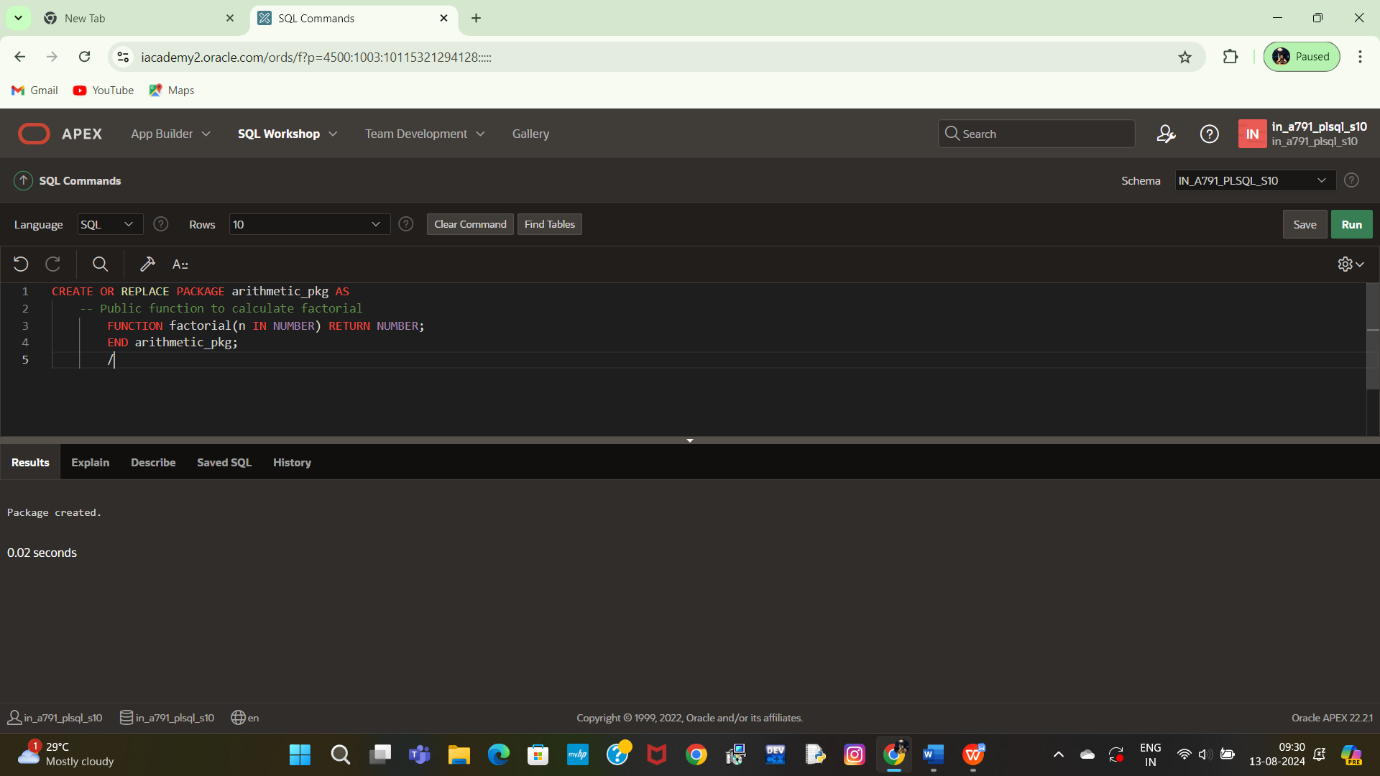 New Tab
SQL Commands
iacademy2.oracle.com/ords/f?p=4500:1003:10115321294128:::::
Paused
Gmail YouTube Maps
APEX App Builder SQL Workshop Team Development Gallery Search IN in_a791_plsql_s10
in_a791_plsql_s10
SQL Commands Schema IN_A791_PLSQL_S10
Language SQL Rows 10 Clear Command Find Tables Save Run
A::
1 CREATE OR REPLACE PACKAGE arithmetic_pkg AS
2 -- Public function to calculate factorial
3 FUNCTION factorial(n IN NUMBER) RETURN NUMBER;
4 END arithmetic_pkg;
5 /
Results Explain Describe Saved SQL History
Package created.
0.02 seconds
in_a791_plsql_s10 in_a791_plsql_s10 en Copyright © 1999, 2022, Oracle and/or its affiliates. Oracle APEX 22.2.1
1 29°C
Mostly cloudy
myhp
DEV
W
ENG
IN
09:30
13-08-2024
PRE